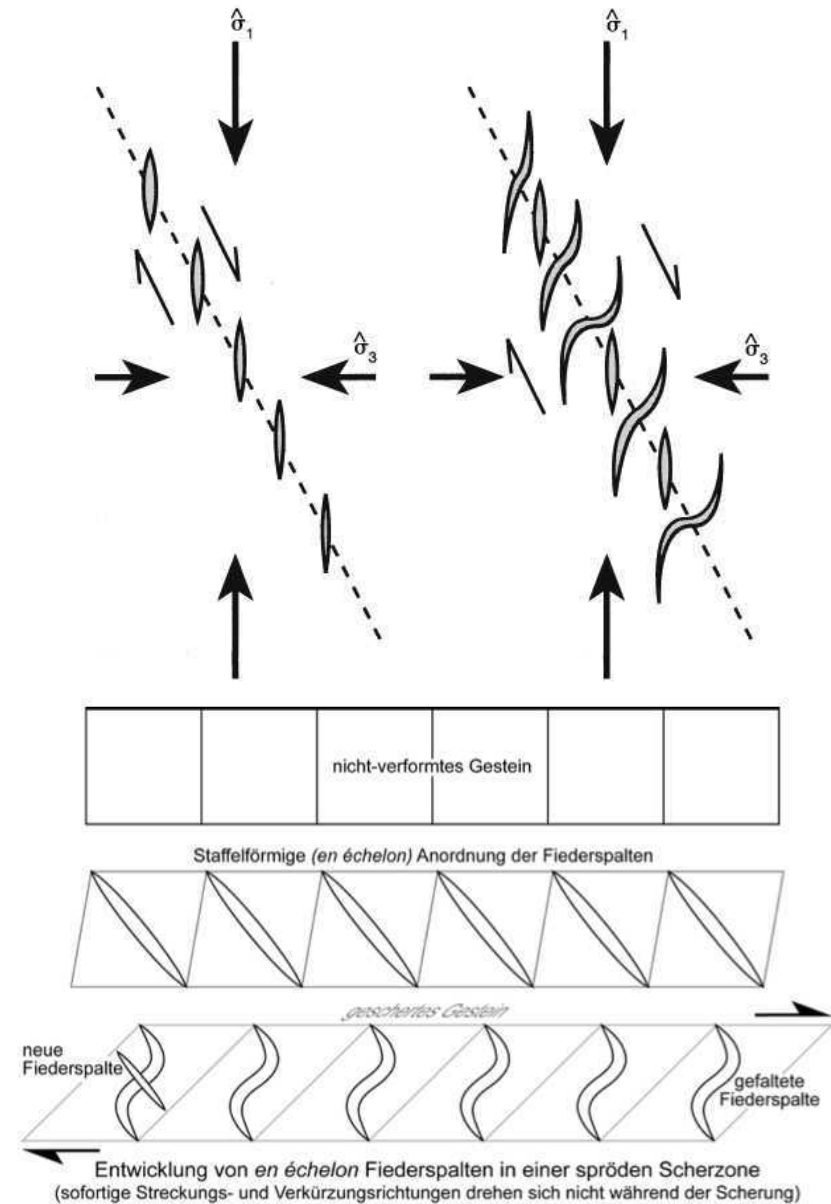 σ̂₁ σ̂₁
σ̂₃ σ̂₃
nicht-verformtes Gestein
Staffelförmige (en échelon) Anordnung der Fiederspalten
geschertes Gestein
neue
Fiederspalte
gefaltete
Fiederspalte
Entwicklung von en échelon Fiederspalten in einer spröden Scherzone
(sofortige Streckungs- und Verkürzungsrichtungen drehen sich nicht während der Scherung)